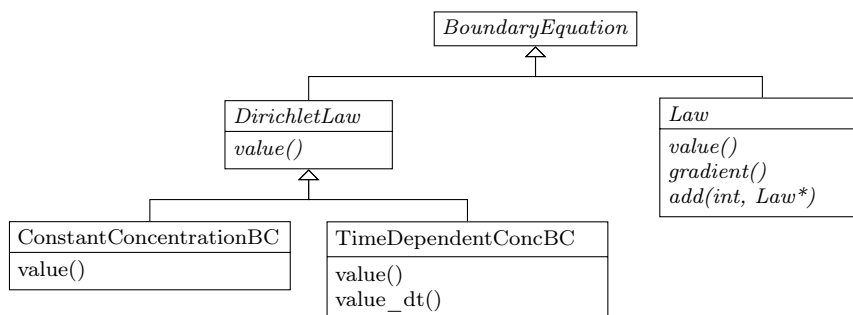 BoundaryEquation
DirichletLaw
value()
Law
value()
gradient()
add(int, Law*)
ConstantConcentrationBC
value()
TimeDependentConcBC
value()
value_dt()